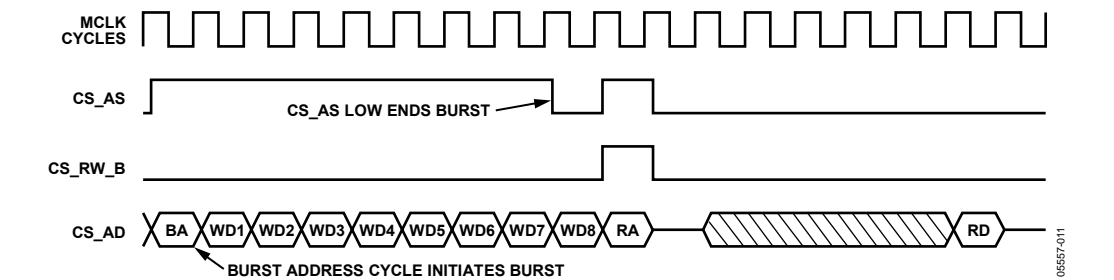 MCLK
CYCLES
CS_AS
CS_AS LOW ENDS BURST
CS_RW_B
CS_AD
BA WD1 WD2 WD3 WD4 WD5 WD6 WD7 WD8 RA RD
BURST ADDRESS CYCLE INITIATES BURST
05557-011